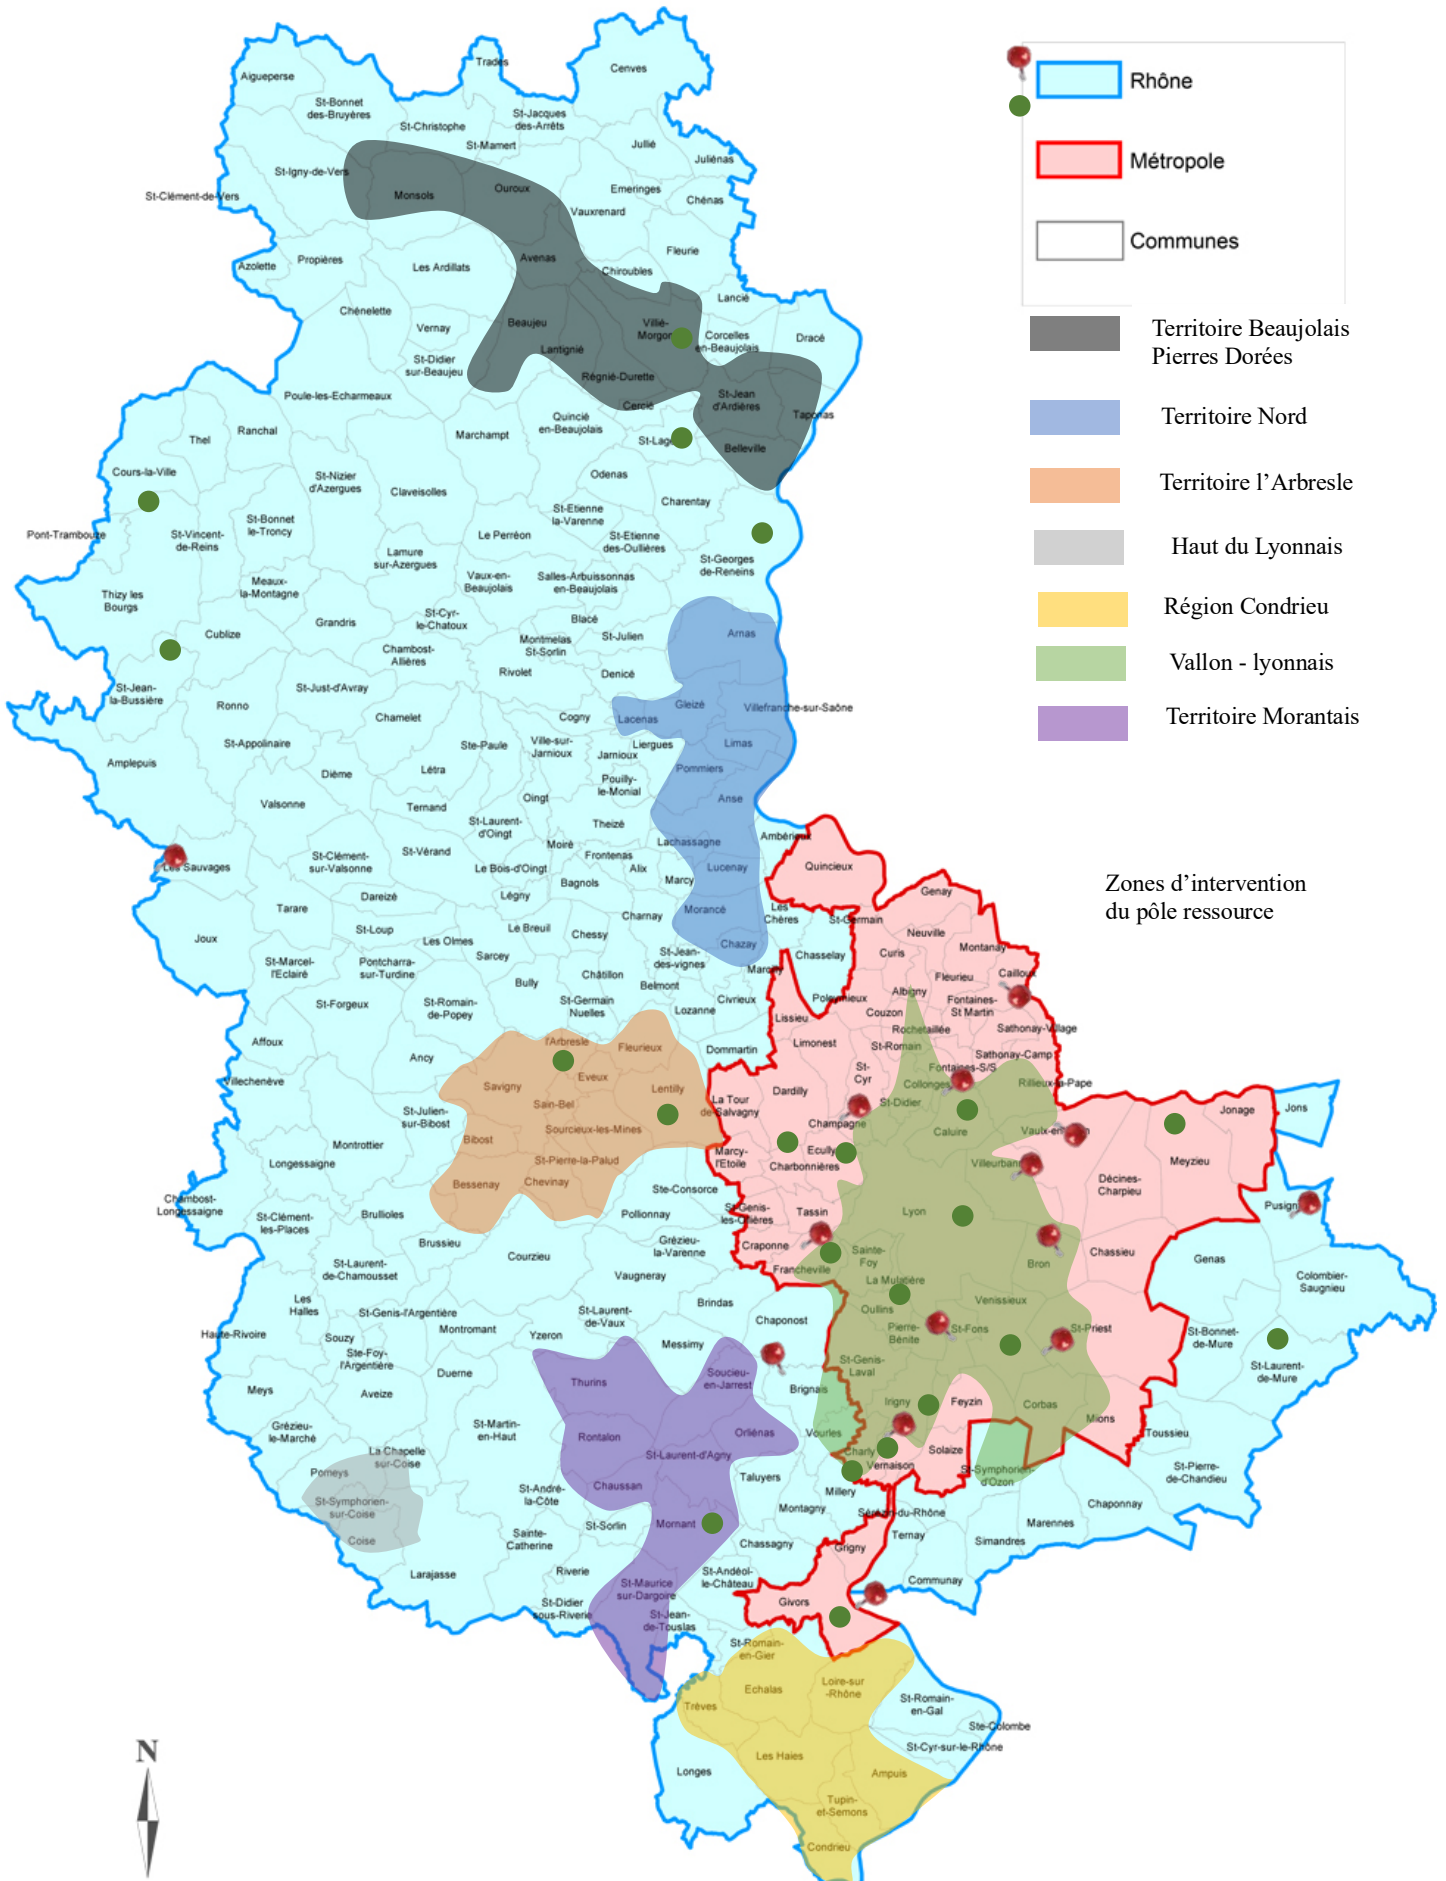 Rhône
Métropole
Communes
Territoire Beaujolais
Pierres Dorées
Territoire Nord
Territoire l’Arbresle
Haut du Lyonnais
Région Condrieu
Vallon - lyonnais
Territoire Morantais
Zones d’intervention
du pôle ressource
Aigueperse
Trades
Cenves
St-Bonnet
des-Bruyères
St-Christophe
St-Jacques
des-Arrêts
St-Mamert
Jullié
Juliénas
St-Igny-de-Vers
St-Clément-de-Vers
Monsols
Ouroux
Emeringes
Vauxrenard
Chénas
Azolette
Propières
Les Ardillats
Avenas
Fleurie
Chiroubles
Lancié
Chénelette
Vernay
Beaujeu
Villié-
Corcelles
en-Beaujolais
Dracé
Lantignié
St-Didier
sur-Beaujeu
Régnié-Durette
Poule-les-Echarmeaux
Cercié
St-Jean
d'Ardières
Taponas
Quincié
en-Beaujolais
Thel
Ranchal
Marchampt
Belleville
Cours-la-Ville
St-Nizier
d'Azergues
Claveisolles
Odenas
Charentay
St-Etienne
la-Varenne
Pont-Trambouze
St-Vincent-
de-Reins
St-Bonnet
le-Troncy
Le Perréon
St-Etienne
des-Oullières
Lamure
sur-Azergues
St-Georges
de-Reneins
Thizy les
Bourgs
Meaux-
la-Montagne
Vaux-en-
Beaujolais
Salles-Arbuissonnas
en-Beaujolais
Grandris
St-Cyr-
le-Chatoux
Blacé
Cublize
Montmelas
St-Sorlin
St-Julien
Arnas
Chambost-
Allières
Rivolet
Denicé
St-Jean-
la-Bussière
Ronno
St-Just-d'Avray
Chamelet
Cogny
Lacenas
Gleizé
Villefranche-sur-Saône
Amplepuis
St-Appolinaire
Ste-Paule
Ville-sur-
Jarnioux
Jarnioux
Liergues
Limas
Dième
Létra
Pommiers
Valsonne
Ternand
Oingt
Pouilly-
le-Monial
Anse
St-Laurent-
d'Oingt
Theizé
Les Sauvages
St-Clément-
sur-Valsonne
St-Vérand
Moiré
Frontenas
Lachassagne
Quincieux
Le Bois-d'Oingt
Alix
Lucenay
Bagnols
Marcy
Tarare
Dareizé
Légny
Charnay
Morancé
Les
Chères
St-Germain
Genay
Joux
St-Loup
Les Olmes
Le Breuil
Chessy
Chazay
Chasselay
Neuville
Curis
Montanay
St-Marcel-
l'Eclairé
Pontcharra-
sur-Turdine
Sarcey
Bully
Châtillon
St-Jean-
des-vignes
Belmont
Fleurieu
Albigny
St-Forgeux
St-Romain-
de-Popey
St-Germain
Nuelles
Lozanne
Civrieux
Lissieu
Couzon
Fontaines-
St Martin
Rochetaillée
Sathonay-Village
Affoux
Ancy
l'Arbresle
Fleurieux
Dommartin
Limonest
St-Romain
Sathonay-Camp
Villechenève
Savigny
Eveux
Lentilly
Dardilly
St-
Cyr
Collonges
Fontaines-S/S
Rillieux-la-Pape
La Tour
de-Salvagny
St-Didier
Jonage
Jons
St-Julien-
sur-Bibost
Sain-Bel
Sourcieux-les-Mines
Champagne
Caluire
Montrottier
Bibost
St-Pierre-la-Palud
Marcy-
l'Etoile
Ecully
Charbonnières
Meyzieu
Longessaigne
Bessenay
Chevinay
Ste-Consorce
Décines-
Charpieu
Chambost-
Longessaigne
St-Clément-
les-Places
Brullioles
Pollionnay
St-Genis-
les-Ollières
Tassin
Lyon
Brussieu
Courzieu
Grézieu-
la-Varenne
Craponne
Sainte-
Foy
Bron
Chassieu
Genas
St-Laurent-
de-Chamousset
Vaugneray
Francheville
La Mulatière
Colombier-
Saugnieu
Les
Halles
St-Genis-l'Argentière
St-Laurent-
de-Vaux
Brindas
Chaponost
Oullins
Venissieux
Haute-Rivoire
Souzy
Montromant
Yzeron
Messimy
Pierre-
Bénite
St-Fons
St-Priest
St-Bonnet-
de-Mure
Ste-Foy-
l'Argentière
Duerne
St-Genis-
Laval
St-Laurent-
de-Mure
Meys
Aveize
Thurins
Soucieu-
en-Jarrest
Brignais
Irigny
Feyzin
Corbas
Mions
Grézieu-
le-Marché
St-Martin-
en-Haut
Rontalon
Orliénas
Vourles
Toussieu
La Chapelle
sur-Coise
St-Laurent-d'Agny
Charly
Vernaison
Solaize
Pomeys
Taluyers
St-Symphorien-
d'Ozon
St-Pierre-
de-Chandieu
St-Symphorien-
sur-Coise
St-André-
la-Côte
Chaussan
Millery
Montagny
Sérézin-du-Rhône
Chaponnay
Coise
Sainte-
Catherine
St-Sorlin
Mornant
Chassagny
Grigny
Ternay
Marennes
Simandres
Larajasse
Riverie
St-Andéol-
le-Château
Communay
St-Didier
sous-Riverie
St-Maurice
sur-Dargoire
Givors
St-Jean-
de-Touslas
St-Romain-
en-Gier
Echalas
Loire-sur
-Rhône
Trèves
St-Romain-
en-Gal
Ste-Colombe
St-Cyr-sur-le-Rhône
Les Haies
Longes
Ampuis
Tupin-
et-Semons
Condrieu
N